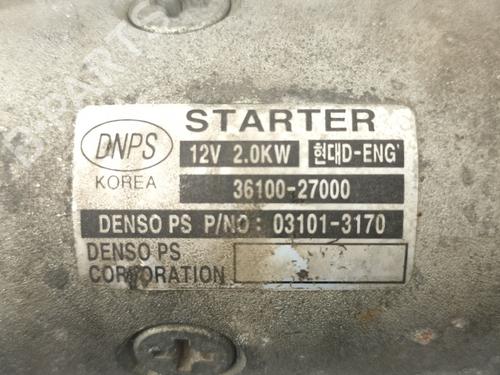 STARTER
DNPS
KOREA
12V 2.0KW 현대D-ENG'
36100-27000
DENSO PS P/NO: 03101-3170
DENSO PS
CORPORATION